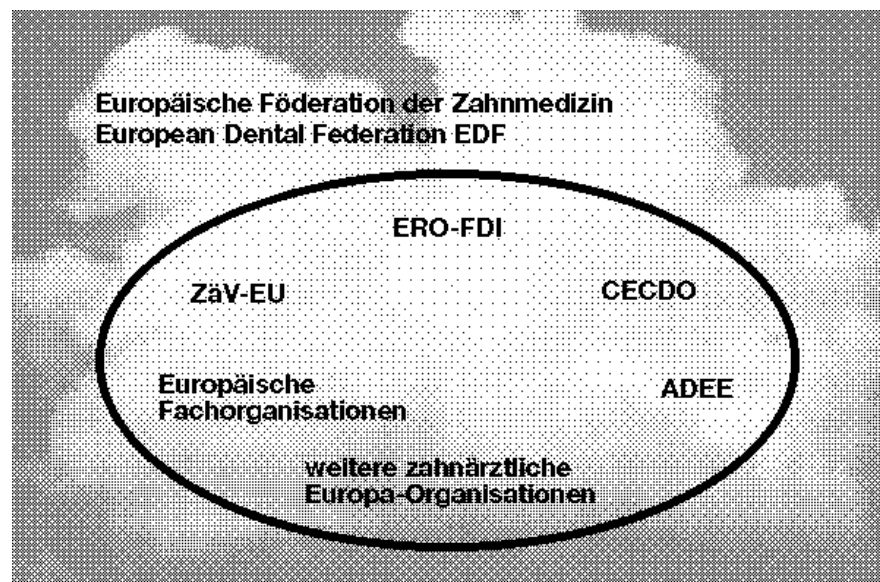 Europäische Föderation der Zahnmedizin
European Dental Federation EDF
ERO-FDI
ZäV-EU
CECDO
Europäische
Fachorganisationen
ADEE
weitere zahnärztliche
Europa-Organisationen